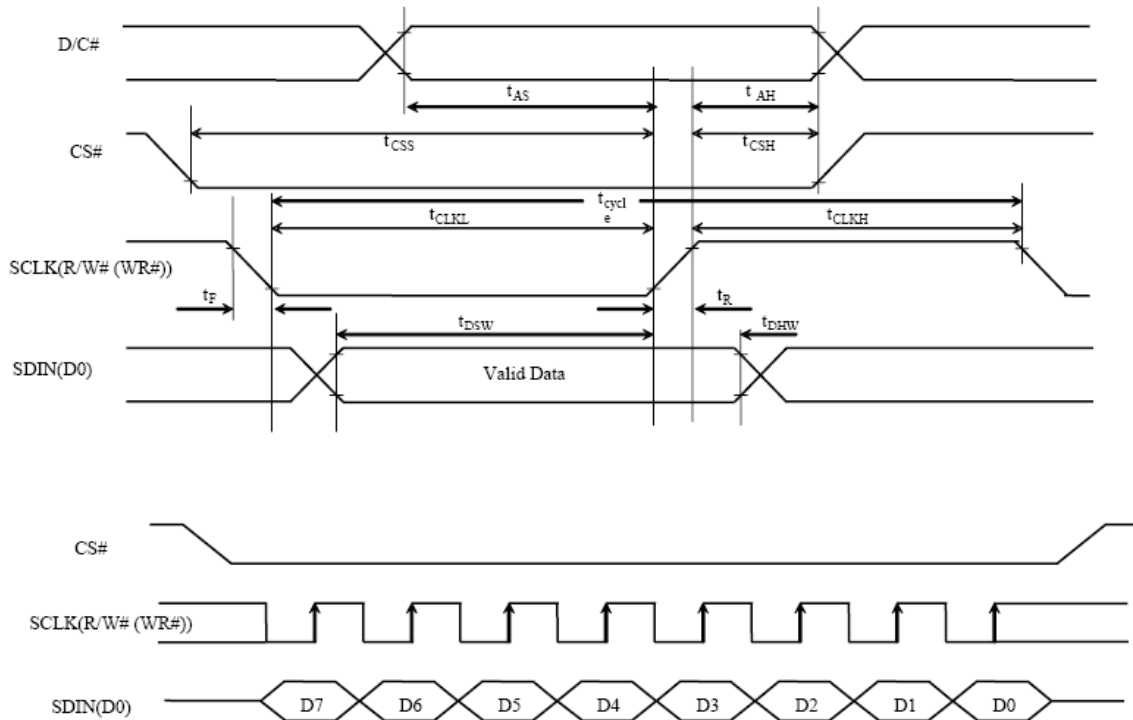 D/C#
tAS
t AH
CS#
tCSS
tCSH
tcycl
e
tCLKL
tCLKH
SCLK(R/W# (WR#))
tF
tR
tDSW
tDHW
SDIN(D0)
Valid Data
CS#
SCLK(R/W# (WR#))
SDIN(D0)
D7 D6 D5 D4 D3 D2 D1 D0